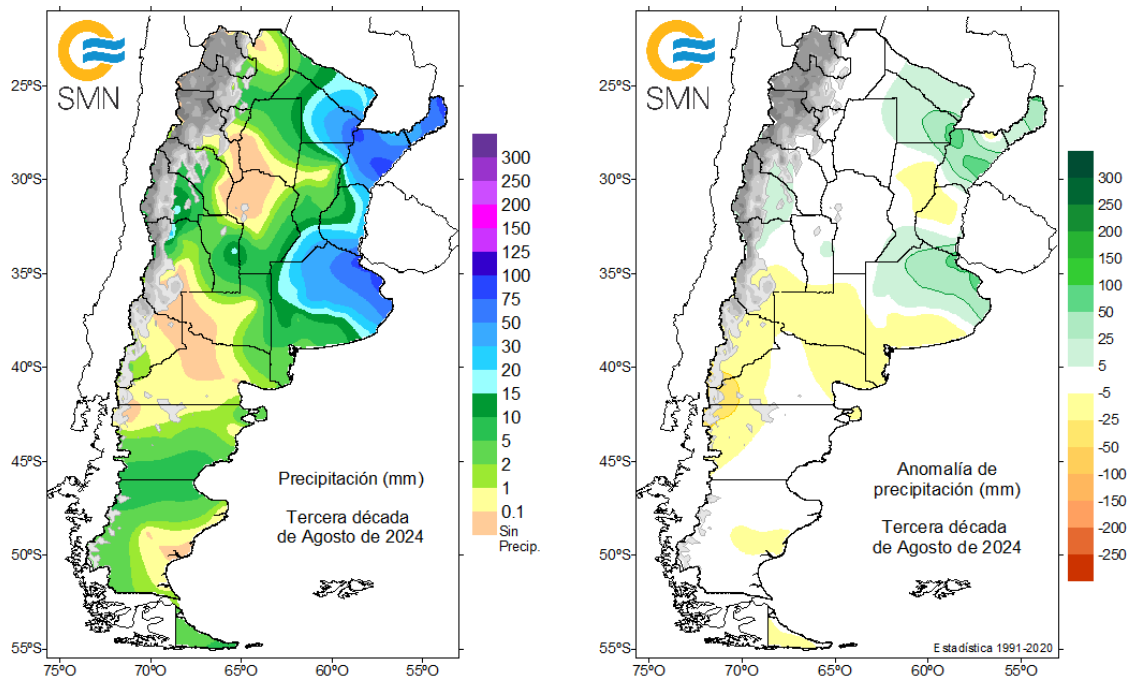 SMN
25ºS
30ºS
35ºS
40ºS
45ºS
50ºS
55ºS
75ºO
70ºO
65ºO
60ºO
55ºO
Precipitación (mm)
Tercera década
de Agosto de 2024
300
250
200
150
125
100
75
50
30
20
15
10
5
2
1
0.1
Sin
Precip.
SMN
25ºS
30ºS
35ºS
40ºS
45ºS
50ºS
55ºS
75ºO
70ºO
65ºO
60ºO
55ºO
Anomalía de
precipitación (mm)
Tercera década
de Agosto de 2024
Estadística 1991-2020
300
250
200
150
100
50
25
5
-5
-25
-50
-100
-150
-200
-250